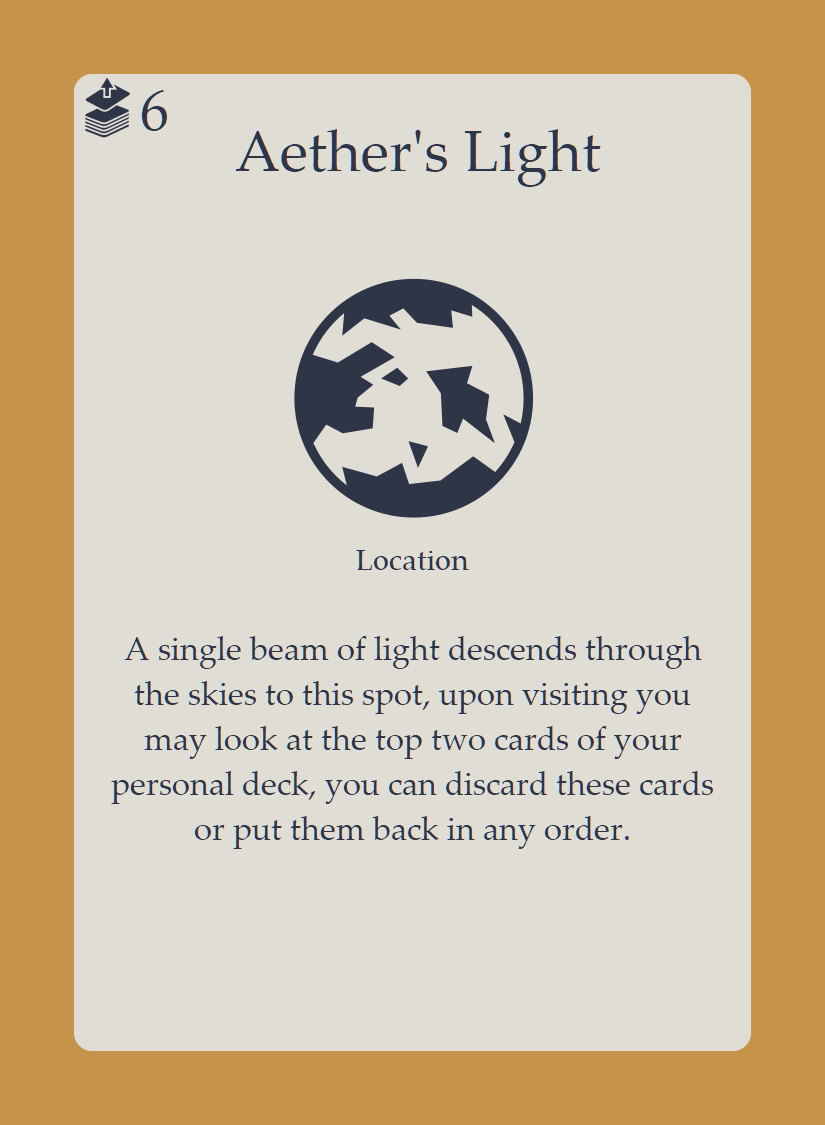 6
Aether's Light
Location
A single beam of light descends through
the skies to this spot, upon visiting you
may look at the top two cards of your
personal deck, you can discard these cards
or put them back in any order.